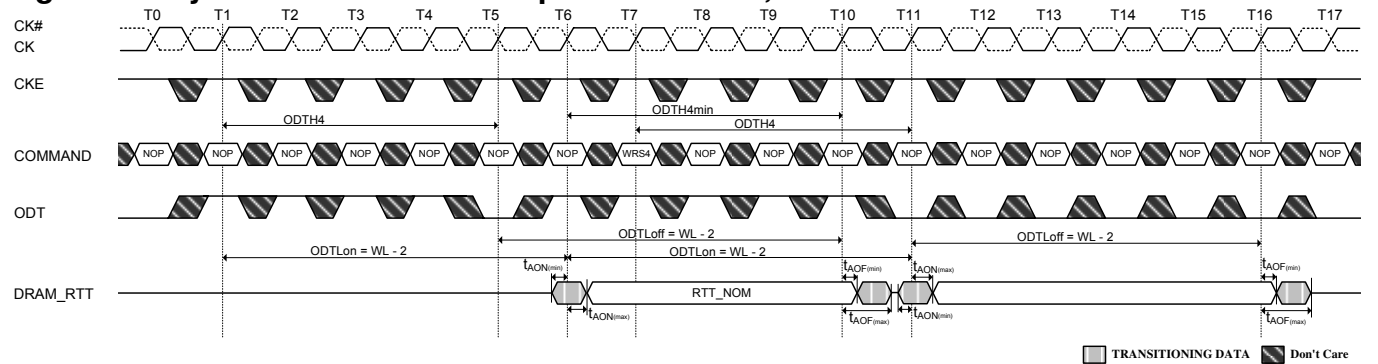 T0 T1 T2 T3 T4 T5 T6 T7 T8 T9 T10 T11 T12 T13 T14 T15 T16 T17
CK#
CK
CKE
ODTH4min
ODTH4 ODTH4
COMMAND NOP NOP NOP NOP NOP NOP NOP WRS4 NOP NOP NOP NOP NOP NOP NOP NOP NOP NOP
ODT
ODTLoff = WL - 2 ODTLoff = WL - 2
ODTLon = WL - 2 ODTLon = WL - 2
tAON(min) tAOF(min) tAON(max) tAOF(min)
DRAM_RTT RTT_NOM
tAON(max) tAOF(max) tAON(min) tAOF(max)
TRANSITIONING DATA Don't Care